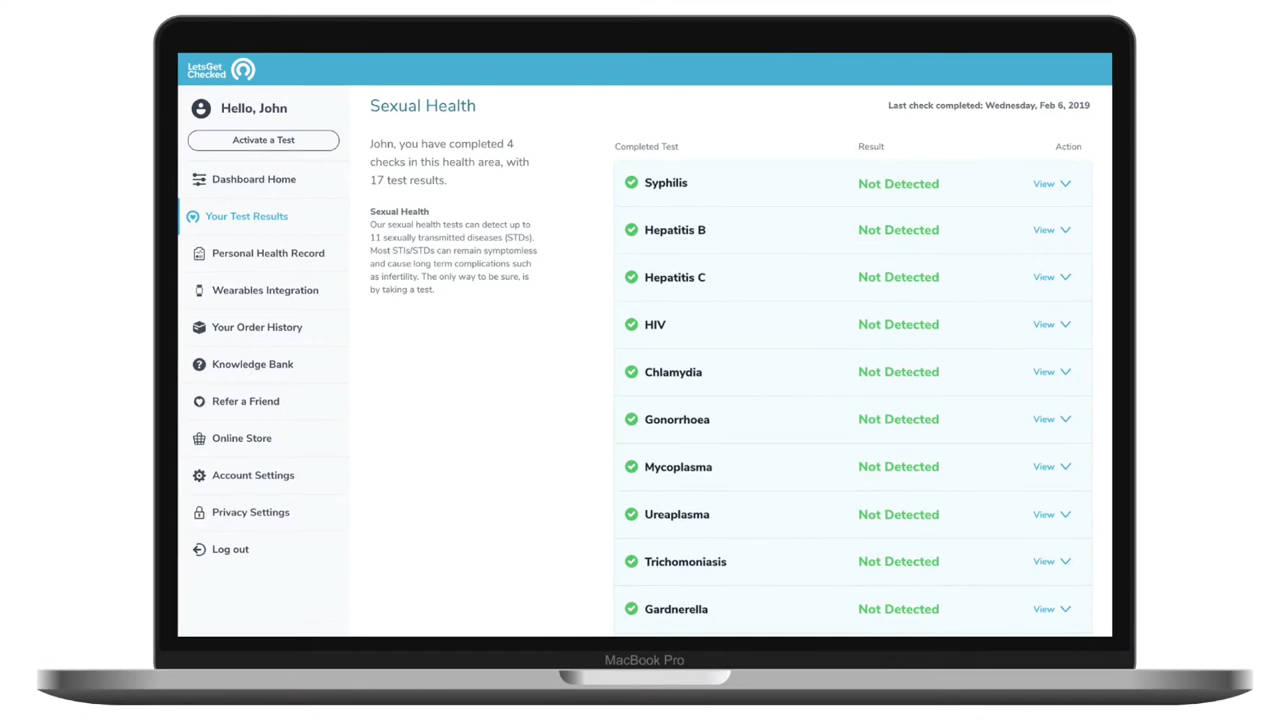 LetsGet
Checked
Hello, John
Activate a Test
Dashboard Home
Your Test Results
Personal Health Record
Wearables Integration
Your Order History
Knowledge Bank
Refer a Friend
Online Store
Account Settings
Privacy Settings
Log out
Sexual Health
Last check completed: Wednesday, Feb 6, 2019
John, you have completed 4
checks in this health area, with
17 test results.
Sexual Health
Our sexual health tests can detect up to
11 sexually transmitted diseases (STDs).
Most STIs/STDs can remain symptomless
and cause long term complications such
as infertility. The only way to be sure, is
by taking a test.
Completed Test Result Action
Syphilis Not Detected View
Hepatitis B Not Detected View
Hepatitis C Not Detected View
HIV Not Detected View
Chlamydia Not Detected View
Gonorrhoea Not Detected View
Mycoplasma Not Detected View
Ureaplasma Not Detected View
Trichomoniasis Not Detected View
Gardnerella Not Detected View
MacBook Pro